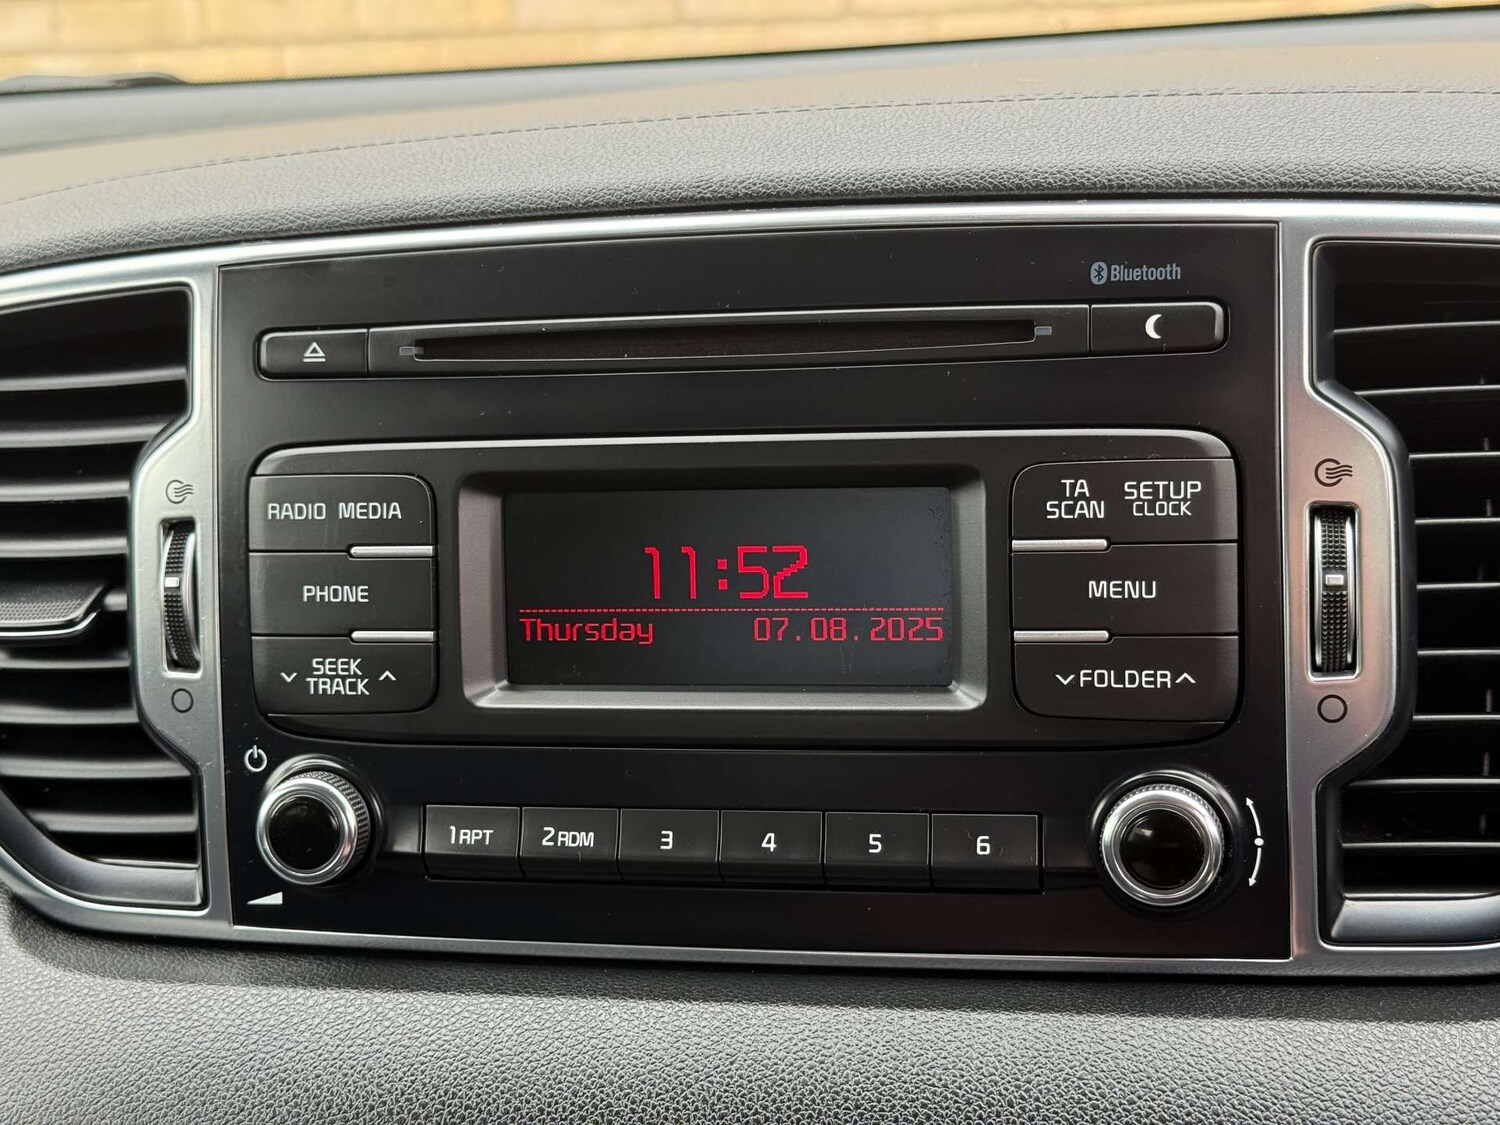 Bluetooth
RADIO MEDIA
PHONE
SEEK
TRACK
11:52
Thursday 07.08.2025
TA
SCAN
SETUP
CLOCK
MENU
FOLDER
1 RPT
2 RDM
3
4
5
6